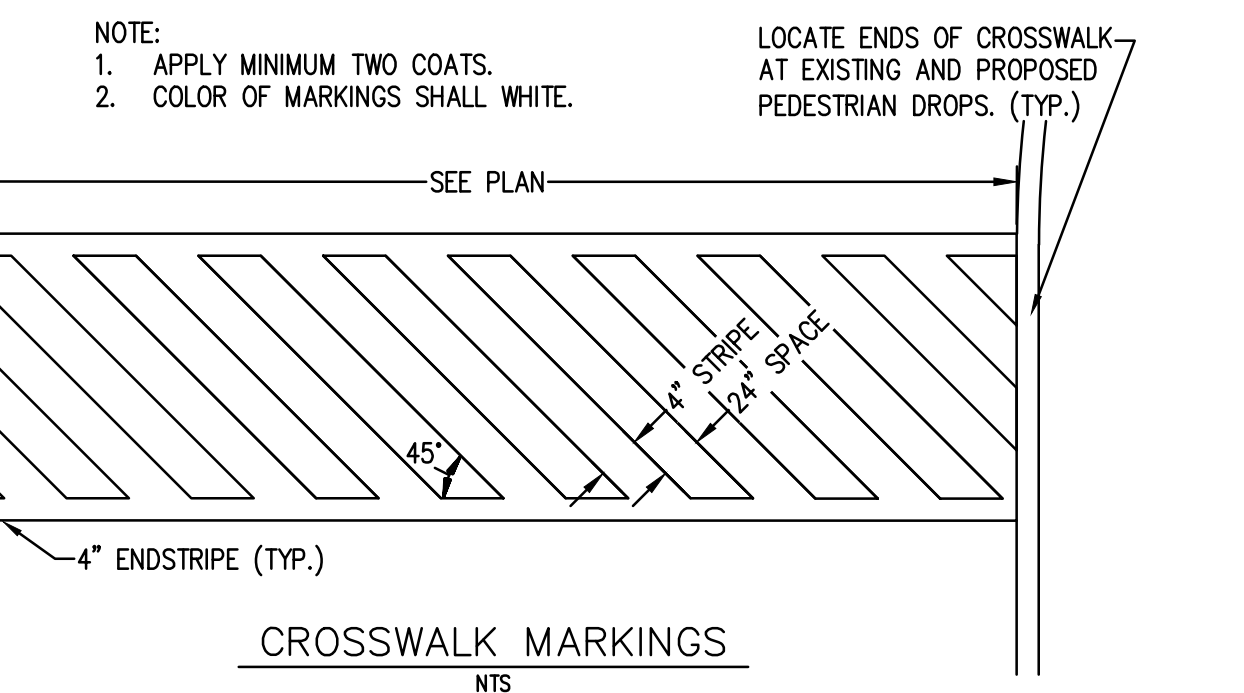 NOTE:
1. APPLY MINIMUM TWO COATS.
2. COLOR OF MARKINGS SHALL WHITE.
LOCATE ENDS OF CROSSWALK
AT EXISTING AND PROPOSED
PEDESTRIAN DROPS. (TYP.)
SEE PLAN
4" STRIPE
24" SPACE
45°
4" ENDSTRIPE (TYP.)
CROSSWALK MARKINGS
NTS